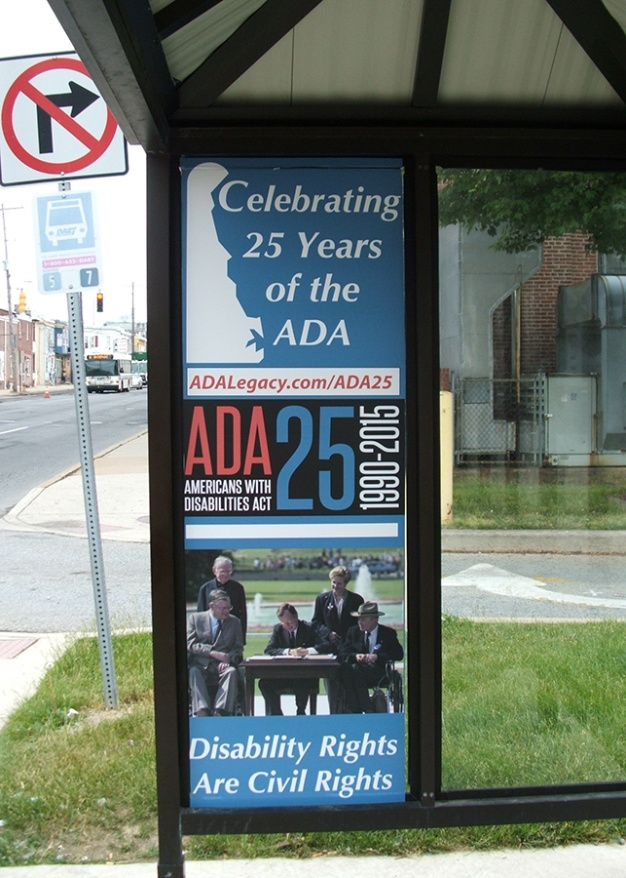 DART
5 7
Celebrating
25 Years
of the
ADA
ADALegacy.com/ADA25
ADA
AMERICANS WITH
DISABILITIES ACT
25
1990-2015
Disability Rights
Are Civil Rights